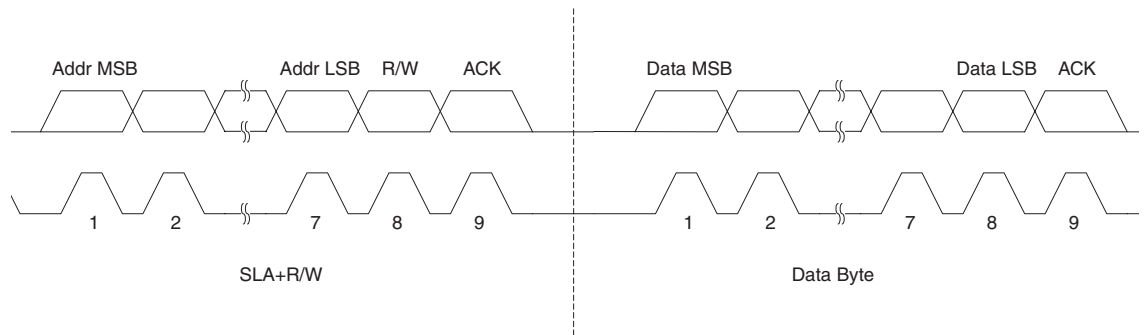 Addr MSB Addr LSB R/W ACK Data MSB Data LSB ACK
1 2 7 8 9 1 2 7 8 9
SLA+R/W Data Byte